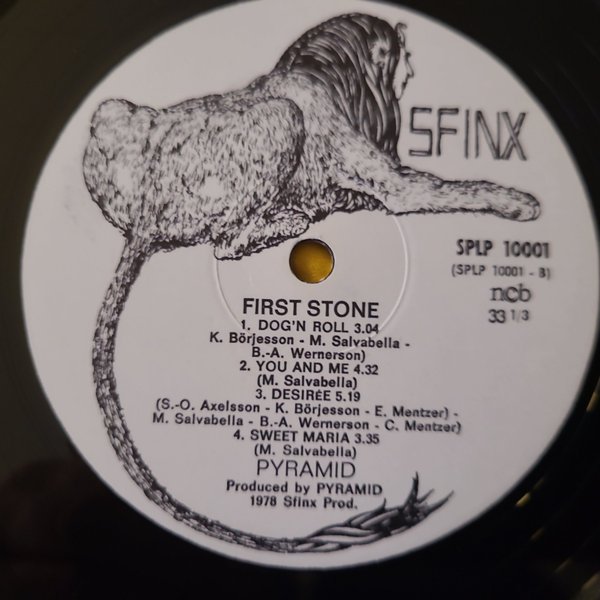 SFINX
SPLP 10001
(SPLP 10001 - B)
ncb
33 1/3
FIRST STONE
1. DOG'N ROLL 3.04
K. Börjesson - M. Salvabella -
B.-A. Wernerson)
2. YOU AND ME 4.32
(M. Salvabella)
3. DESIRÉE 5.19
(S.-O. Axelsson - K. Börjesson - E. Mentzer) -
M. Salvabella - B.-A. Wernerson - C. Mentzer)
4. SWEET MARIA 3.35
(M. Salvabella)
PYRAMID
Produced by PYRAMID
1978 Sfinx Prod.